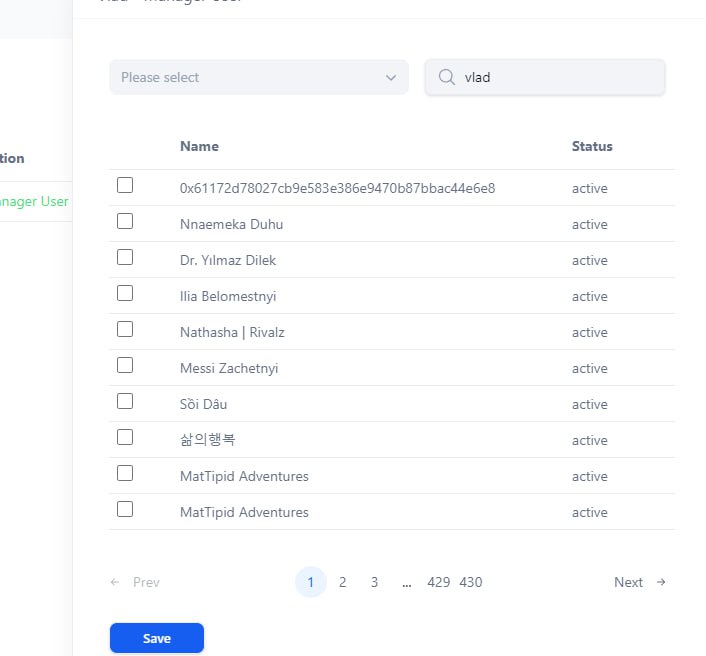 Please select
vlad
tion
Name
Status
nager User
0x61172d78027cb9e583e386e9470b87bbac44e6e8
active
Nnaemeka Duhu
active
Dr. Yılmaz Dilek
active
Ilia Belomestnyi
active
Nathasha | Rivalz
active
Messi Zachetnyi
active
Sồi Dâu
active
삶의행복
active
MatTipid Adventures
active
MatTipid Adventures
active
← Prev
1 2 3 ... 429 430
Next →
Save